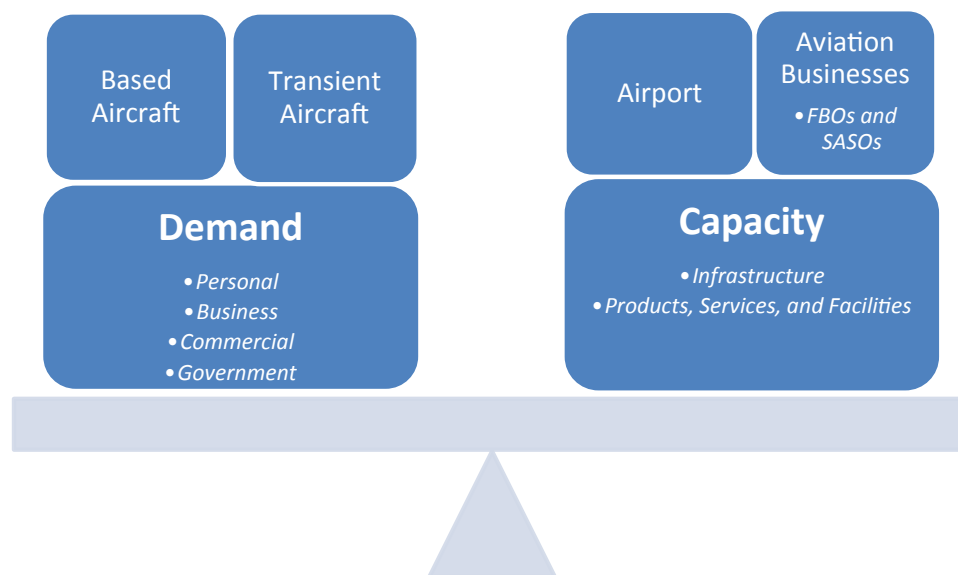 Based
Aircraft
Transient
Aircraft
Demand
• Personal
• Business
• Commercial
• Government
Airport
Aviation
Businesses
• FBOs and
SASOs
Capacity
• Infrastructure
• Products, Services, and Facilities